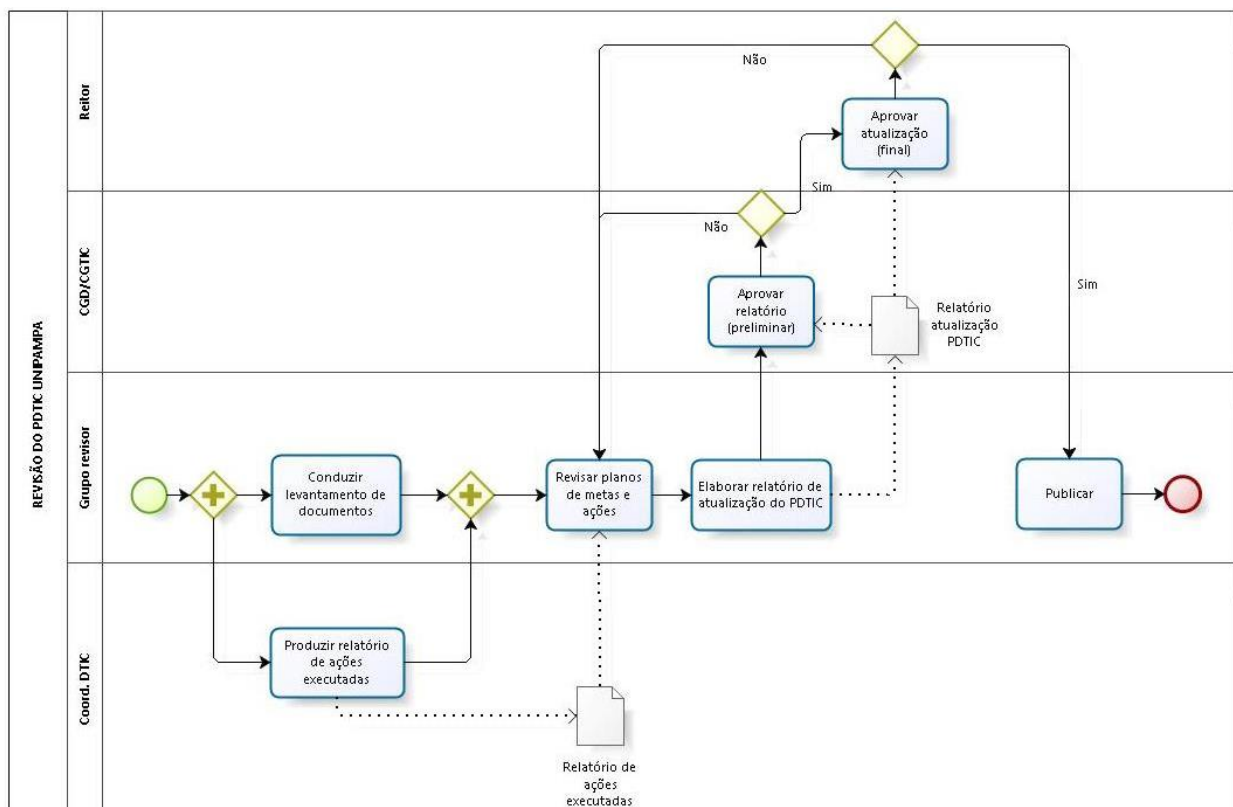 REVISÃO DO PDTIC UNIPAMPA
Reitor
Não
Aprovar
atualização
(final)
Sim
CGD/CGTIC
Não
Aprovar
relatório
(preliminar)
Relatório
atualização
PDTIC
Sim
Grupo revisor
Conduzir
levantamento de
documentos
Revisar planos
de metas e
ações
Elaborar relatório de
atualização do PDTIC
Publicar
Coord. DTIC
Produzir relatório
de ações
executadas
Relatório de
ações
executadas